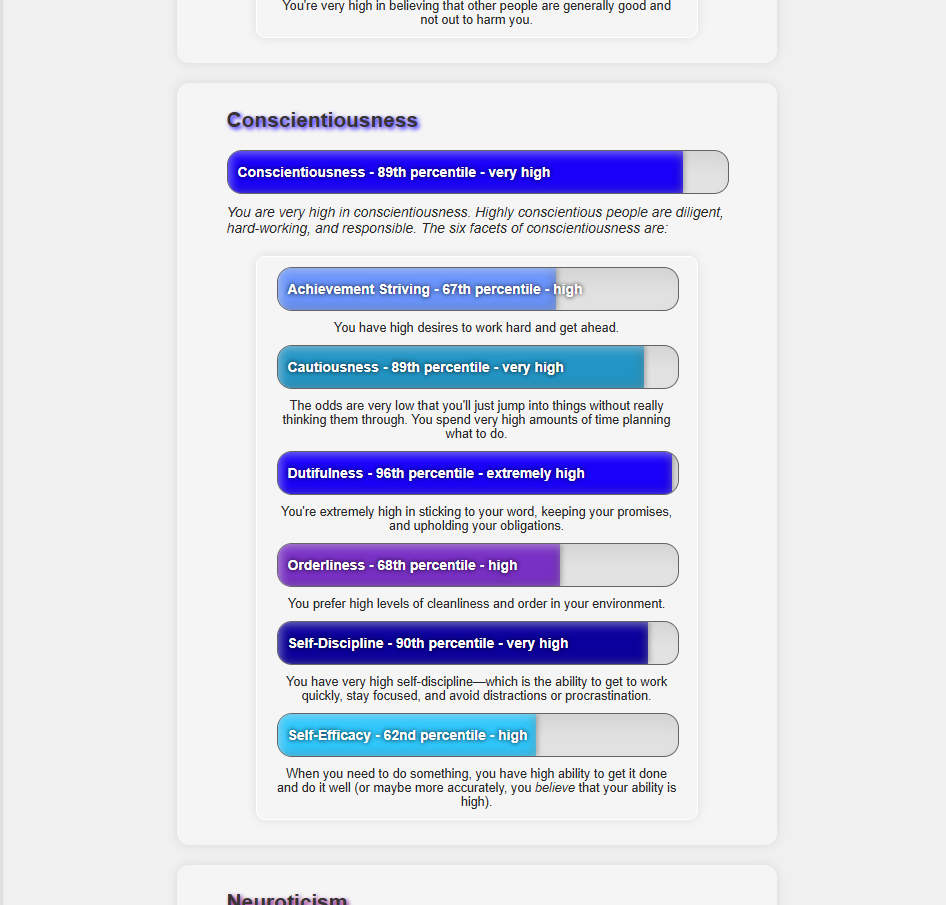 You're very high in believing that other people are generally good and
not out to harm you.
Conscientiousness
Conscientiousness - 89th percentile - very high
You are very high in conscientiousness. Highly conscientious people are diligent,
hard-working, and responsible. The six facets of conscientiousness are:
Achievement Striving - 67th percentile - high
You have high desires to work hard and get ahead.
Cautiousness - 89th percentile - very high
The odds are very low that you'll just jump into things without really
thinking them through. You spend very high amounts of time planning
what to do.
Dutifulness - 96th percentile - extremely high
You're extremely high in sticking to your word, keeping your promises,
and upholding your obligations.
Orderliness - 68th percentile - high
You prefer high levels of cleanliness and order in your environment.
Self-Discipline - 90th percentile - very high
You have very high self-discipline—which is the ability to get to work
quickly, stay focused, and avoid distractions or procrastination.
Self-Efficacy - 62nd percentile - high
When you need to do something, you have high ability to get it done
and do it well (or maybe more accurately, you believe that your ability is
high).
Neuroticism